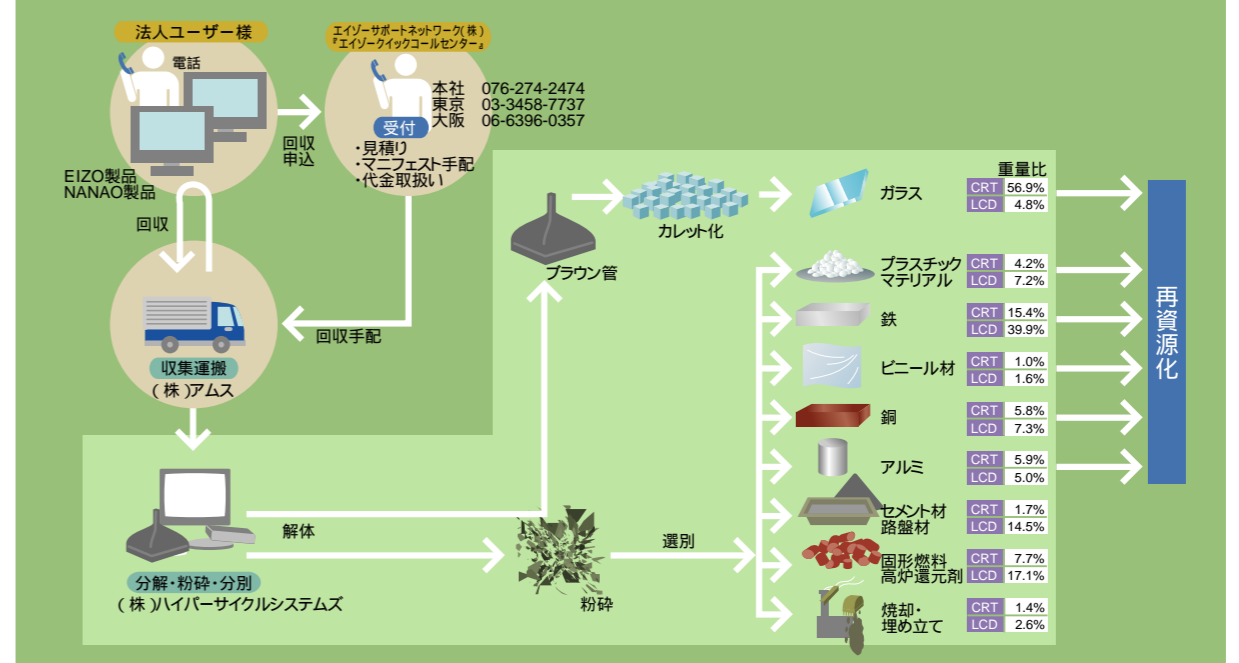 法人ユーザー様
電話
EIZO製品
NANAO製品
回収
申込
エイゾーサポートネットワーク(株)
『エイゾークイックコールセンター』
本社 076-274-2474
東京 03-3458-7737
大阪 06-6396-0357
受付
・見積り
・マニフェスト手配
・代金取扱い
回収
回収手配
収集運搬
(株)アムス
分解・粉砕・分別
(株)ハイパーサイクルシステムズ
解体
ブラウン管
カレット化
粉砕
選別
重量比
ガラス
CRT 56.9%
LCD 4.8%
プラスチック
マテリアル
CRT 4.2%
LCD 7.2%
鉄
CRT 15.4%
LCD 39.9%
ビニール材
CRT 1.0%
LCD 1.6%
銅
CRT 5.8%
LCD 7.3%
アルミ
CRT 5.9%
LCD 5.0%
セメント材
路盤材
CRT 1.7%
LCD 14.5%
固形燃料
高炉還元剤
CRT 7.7%
LCD 17.1%
焼却・
埋め立て
CRT 1.4%
LCD 2.6%
再資源化